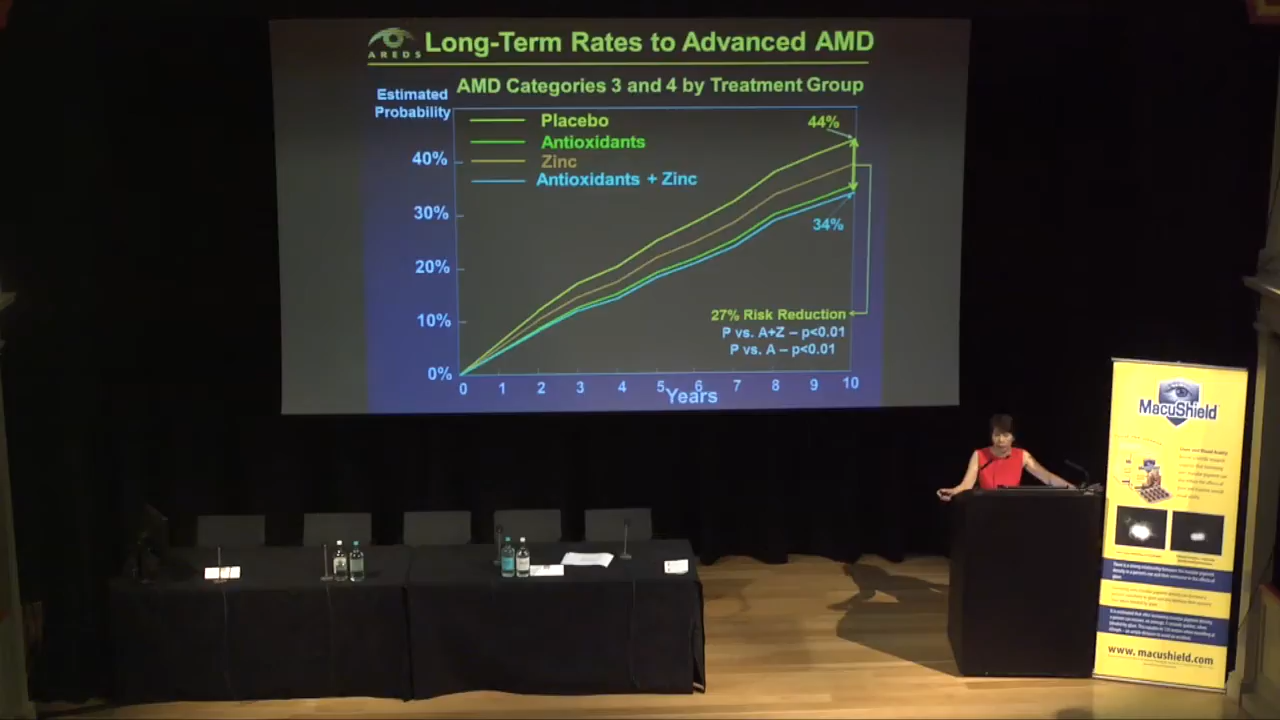 AREDS
Long-Term Rates to Advanced AMD
AMD Categories 3 and 4 by Treatment Group
Estimated
Probability
Placebo
Antioxidants
Zinc
Antioxidants + Zinc
44%
34%
40%
30%
20%
10%
0%
27% Risk Reduction
P vs. A+Z – p<0.01
P vs. A – p<0.01
0 1 2 3 4 5 6 7 8 9 10
Years
MacuShield
www.macushield.com